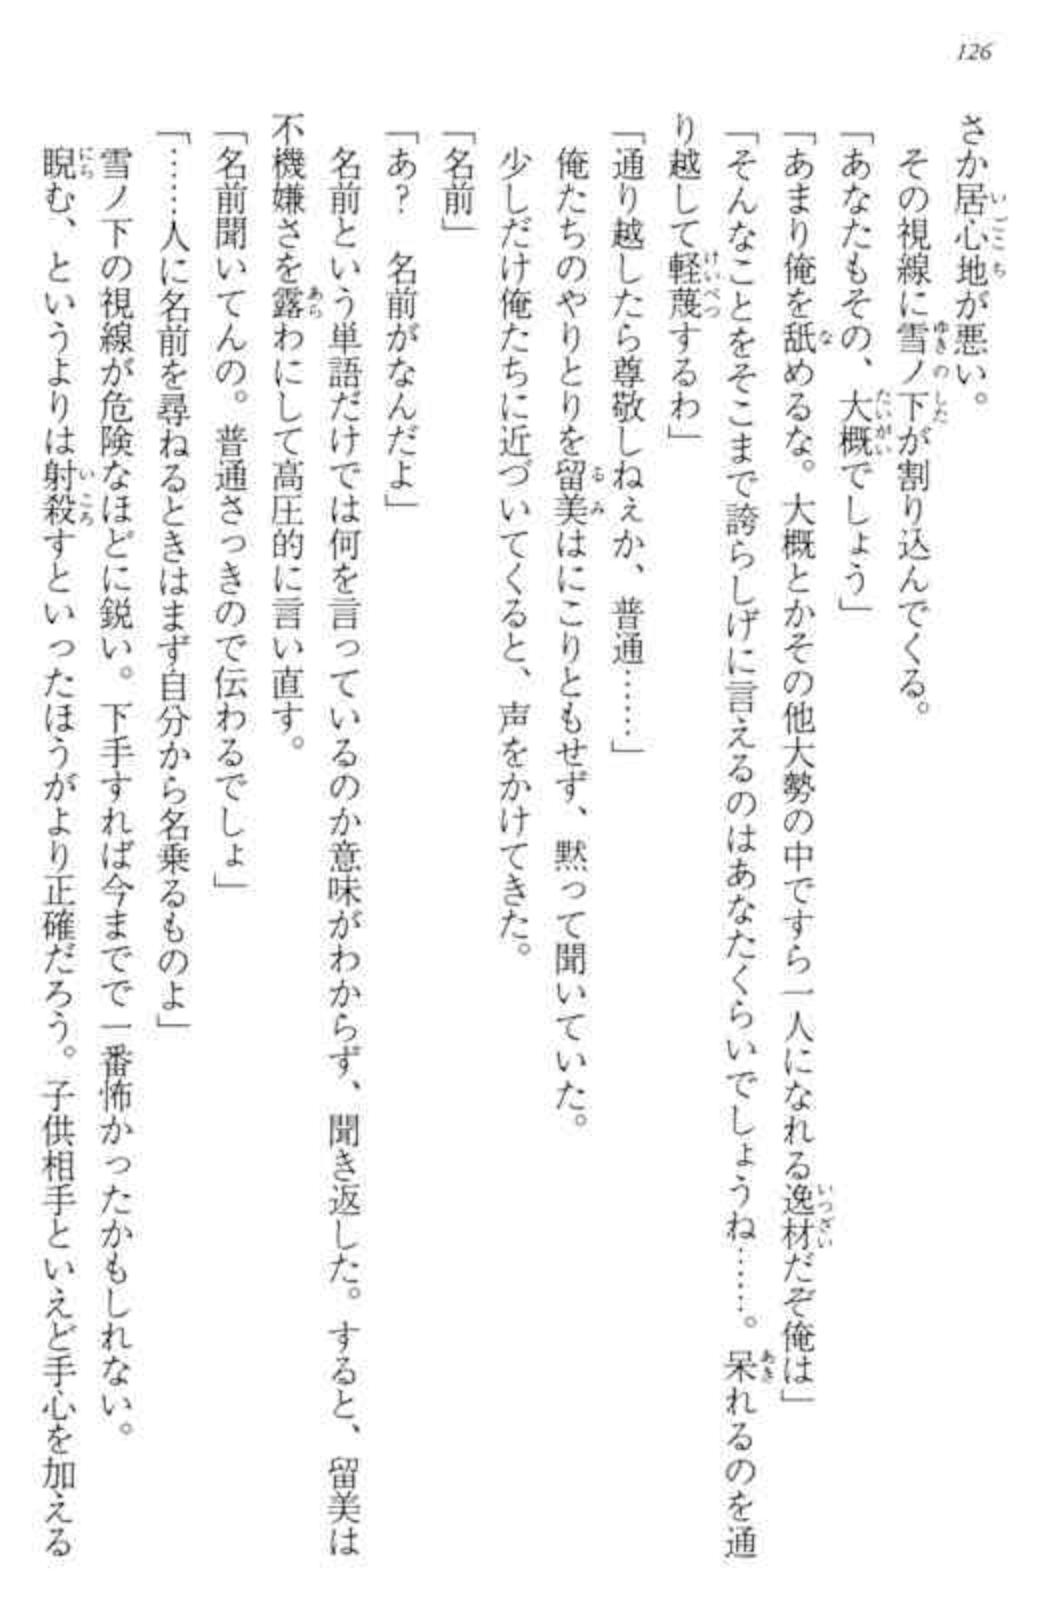 126
さか居心地が悪い。
その視線に雪ノ下が割り込んでくる。
「あなたもその、大概でしょう」
「あまり俺を舐めるな。大概とかその他大勢の中ですら一人になれる逸材だぞ俺は」
「そんなことをそこまで誇らしげに言えるのはあなたくらいでしょうね……。呆れるのを通
り越して軽蔑するわ」
「通り越したら尊敬しねぇか、普通……」
俺たちのやりとりを留美はにこりともせず、黙って聞いていた。
少しだけ俺たちに近づいてくると、声をかけてきた。
「名前」
「あ？　名前がなんだよ」
名前という単語だけでは何を言っているのか意味がわからず、聞き返した。すると、留美は
不機嫌さを露わにして高圧的に言い直す。
「名前聞いてんの。普通さっきので伝わるでしょ」
「……人に名前を尋ねるときはまず自分から名乗るものよ」
雪ノ下の視線が危険なほどに鋭い。下手すれば今までで一番怖かったかもしれない。
睨む、というよりは射殺すといったほうがより正確だろう。子供相手といえど手心を加える